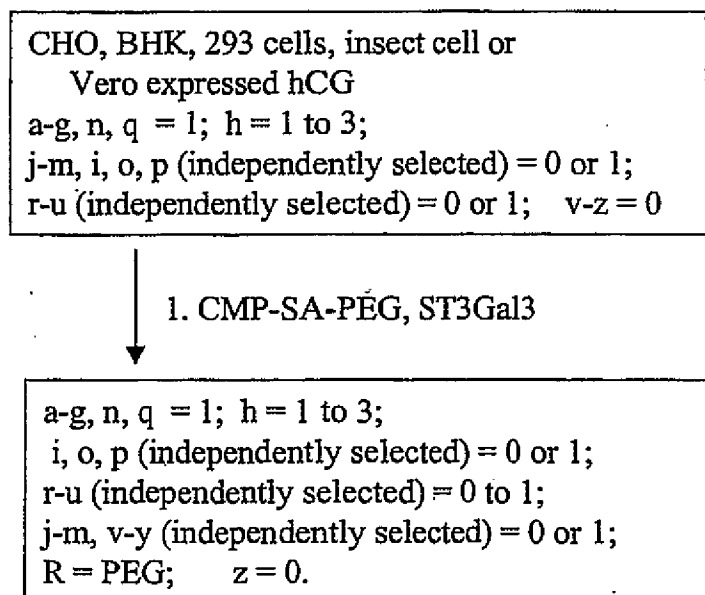 CHO, BHK, 293 cells, insect cell or
Vero expressed hCG
a-g, n, q = 1; h = 1 to 3;
j-m, i, o, p (independently selected) = 0 or 1;
r-u (independently selected) = 0 or 1; v-z = 0
1. CMP-SA-PEG, ST3Gal3
a-g, n, q = 1; h = 1 to 3;
i, o, p (independently selected) = 0 or 1;
r-u (independently selected) = 0 to 1;
j-m, v-y (independently selected) = 0 or 1;
R = PEG; z = 0.